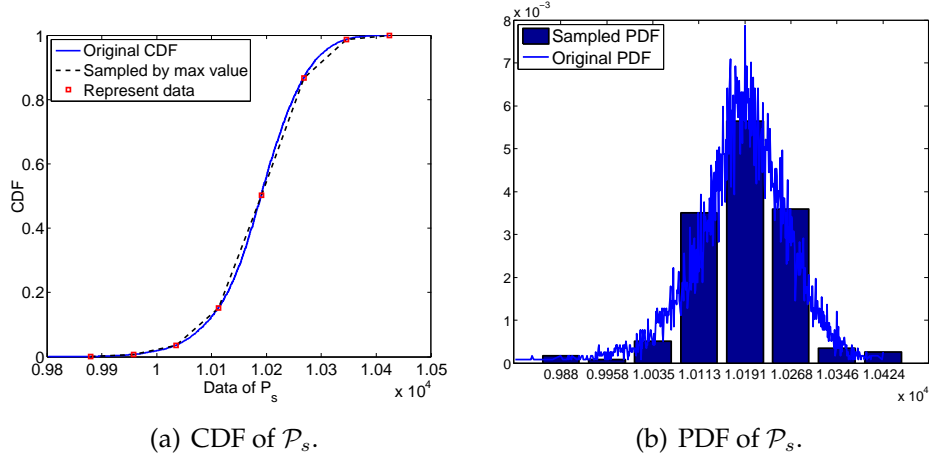 1
0.8
0.6
0.4
0.2
0
CDF
Original CDF
Sampled by max value
Represent data
0.98 0.99 1 1.01 1.02 1.03 1.04 1.05
x 10^4
Data of P_s
(a) CDF of 𝒫_s.
x 10^-3
8
7
6
5
4
3
2
1
0
Sampled PDF
Original PDF
0.988 0.9958 1.0035 1.0113 1.0191 1.0268 1.0346 1.0424
x 10^4
(b) PDF of 𝒫_s.